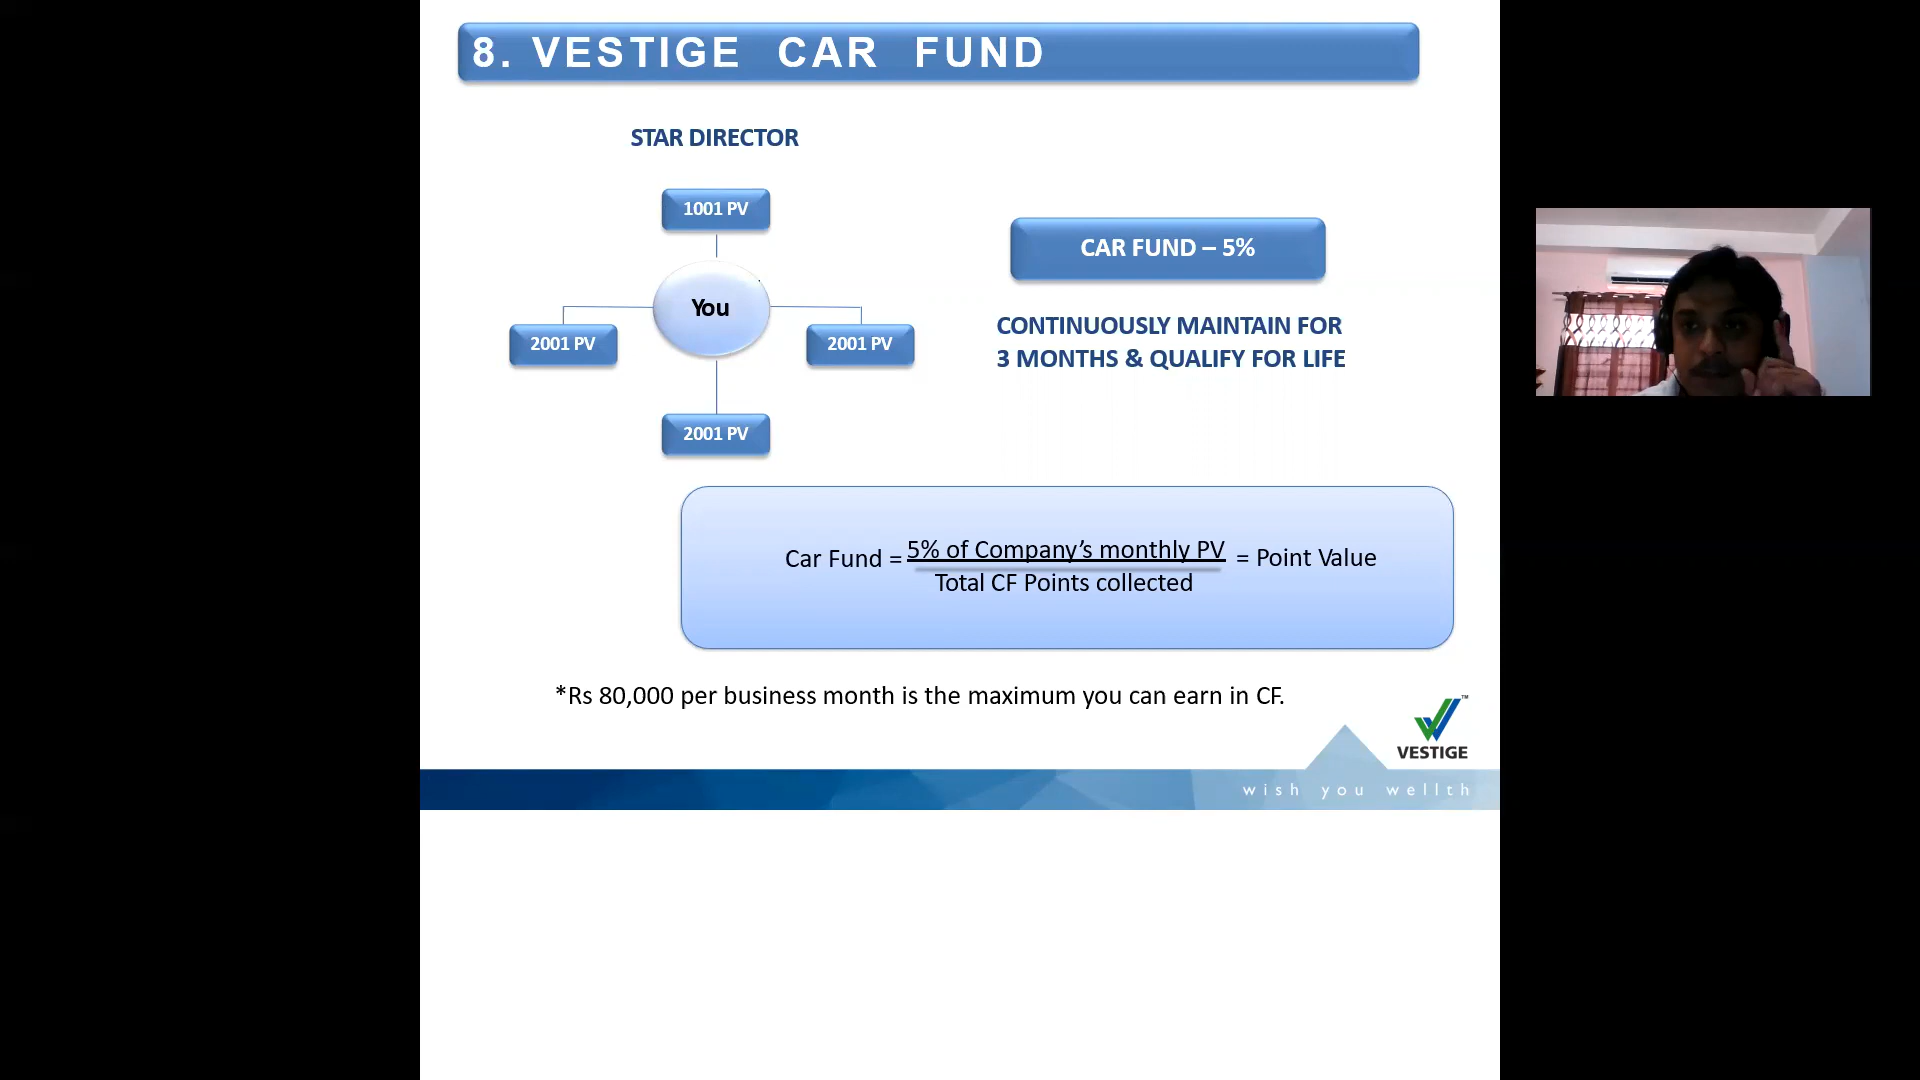 8. VESTIGE CAR FUND
STAR DIRECTOR
1001 PV
You
2001 PV
2001 PV
2001 PV
CAR FUND – 5%
CONTINUOUSLY MAINTAIN FOR
3 MONTHS & QUALIFY FOR LIFE
Car Fund = 5% of Company’s monthly PV = Point Value
Total CF Points collected
*Rs 80,000 per business month is the maximum you can earn in CF.
VESTIGE™
wish you wellth